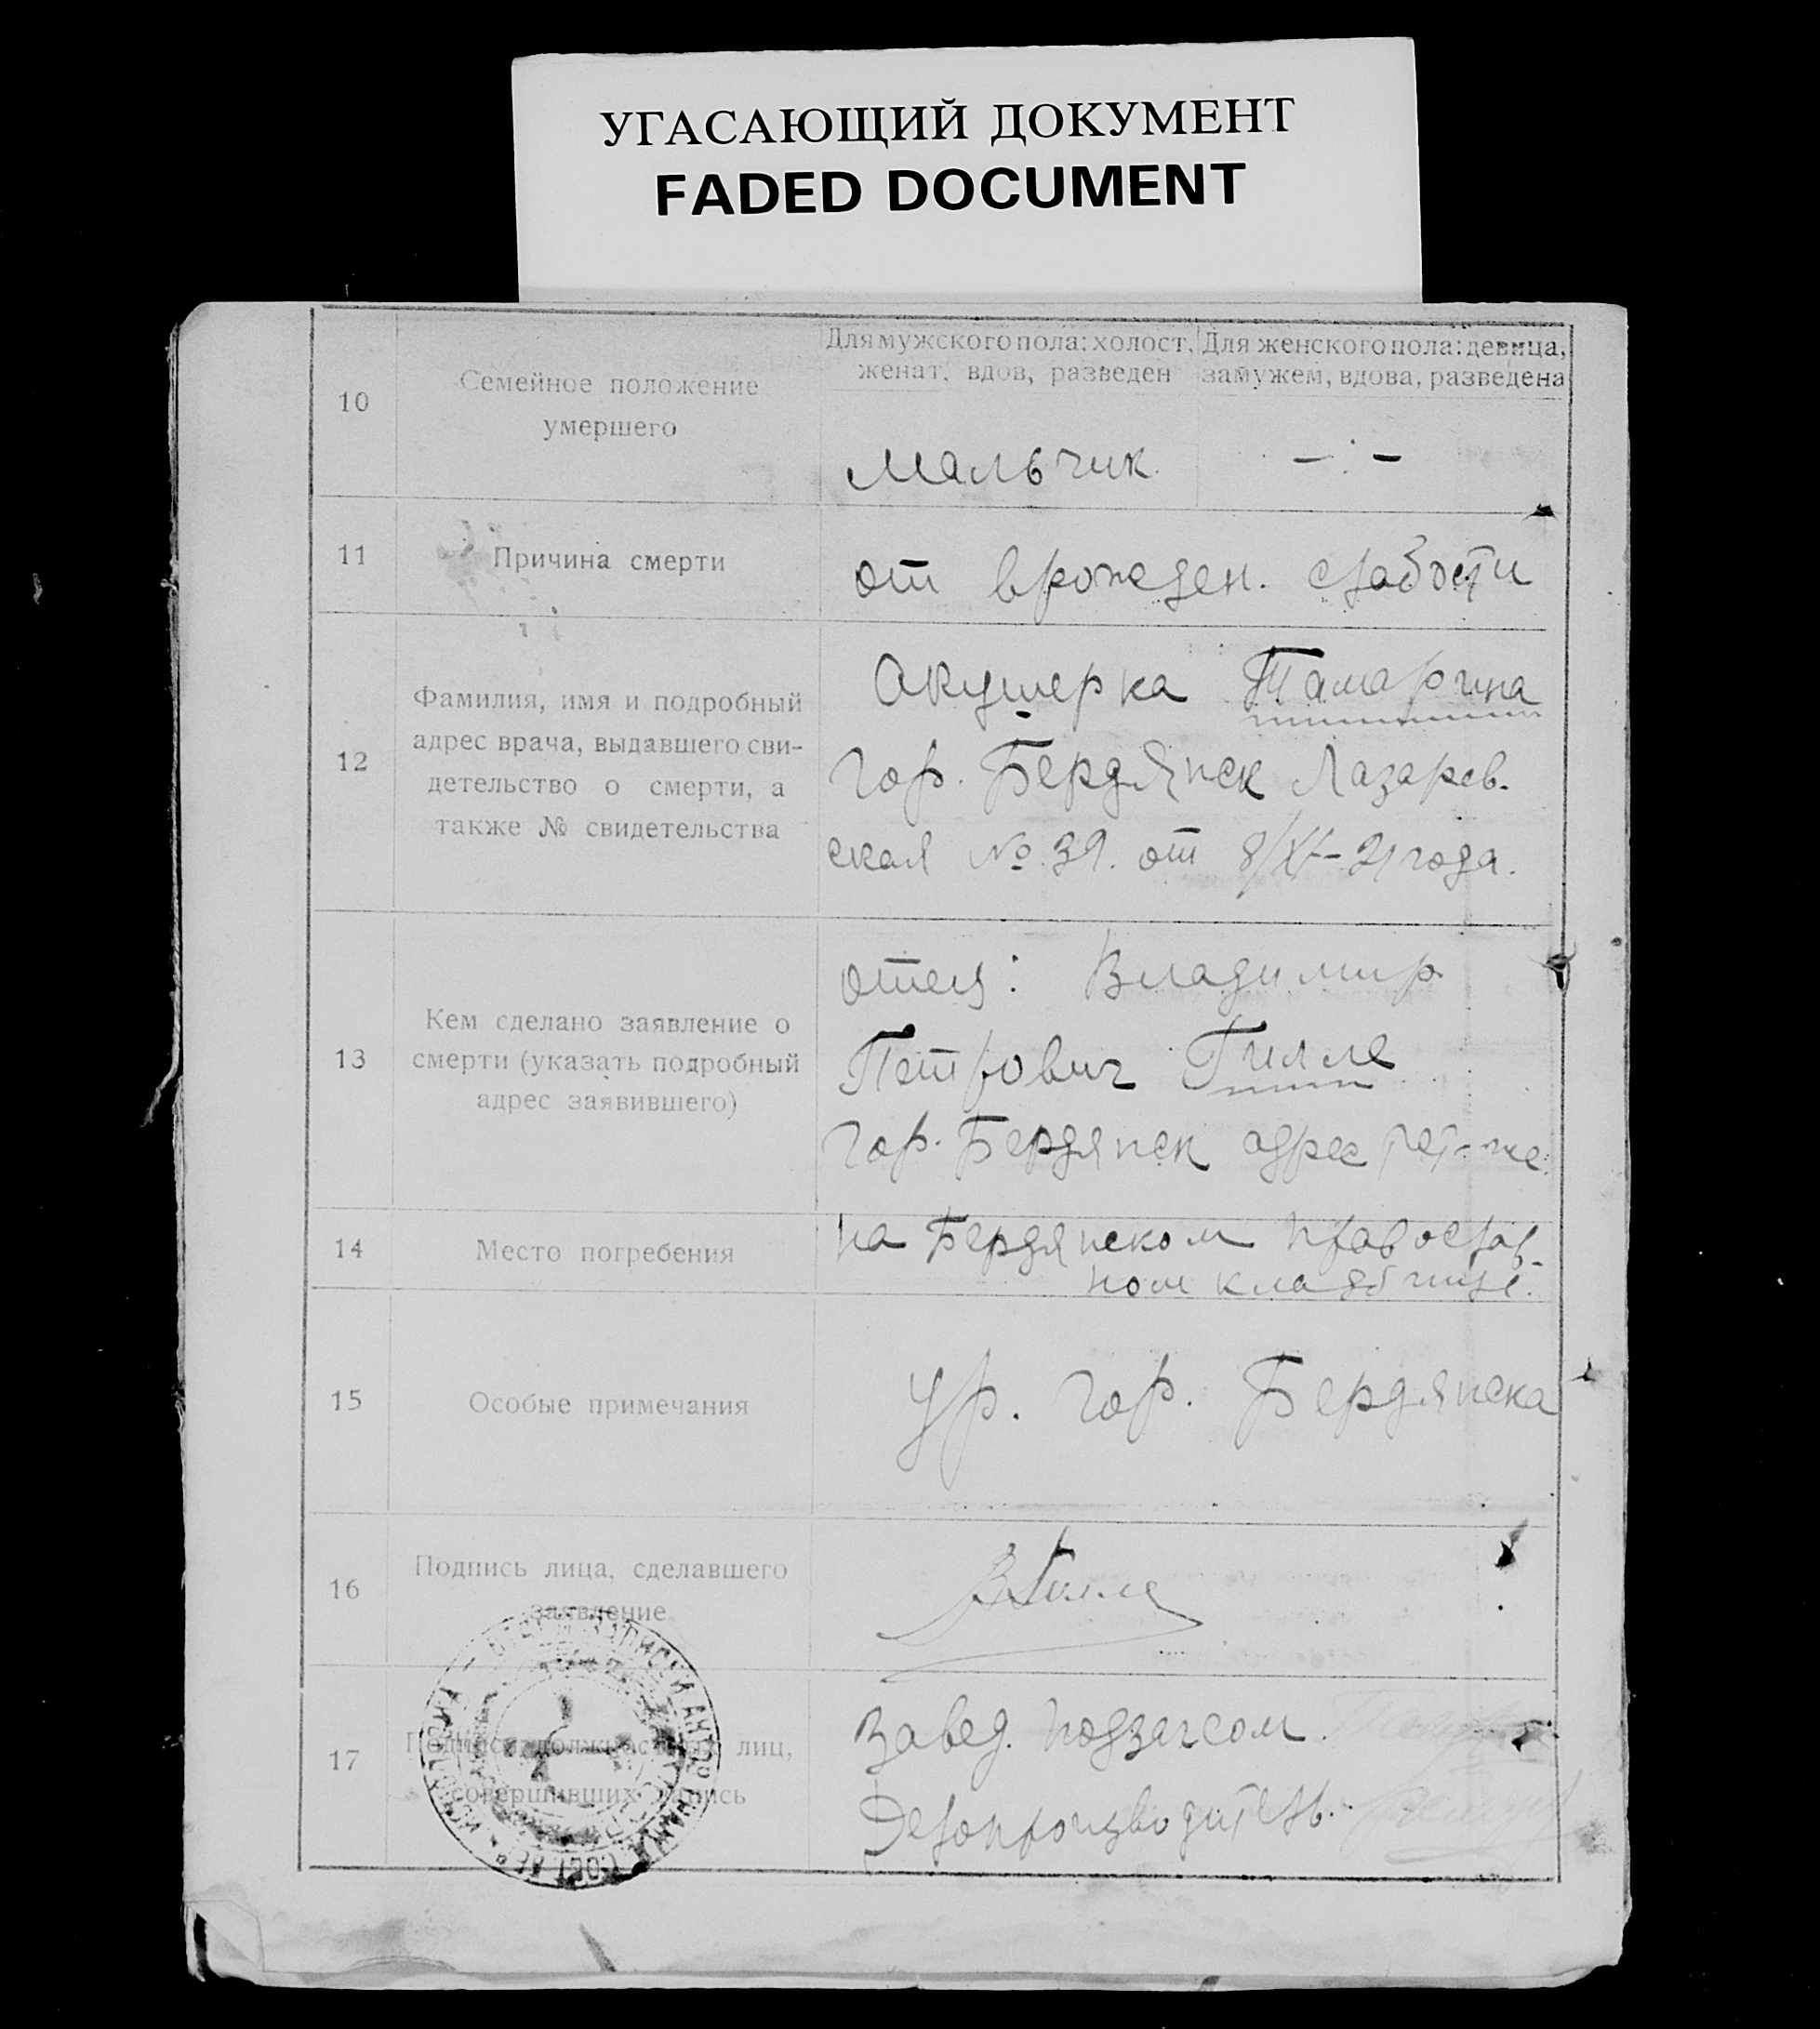 УГАСАЮЩИЙ ДОКУМЕНТ
FADED DOCUMENT
10
Семейное положение
умершего
Для мужского пола: холост,
женат, вдов, разведен
Для женского пола: девица,
замужем, вдова, разведена
Мальчик
— : —
11
Причина смерти
от врожден. слабости
12
Фамилия, имя и подробный
адрес врача, выдавшего сви-
детельство о смерти, а
также № свидетельства
Акушерка Тамарина
гор. Бердянск Лазарев.
ская № 39. от 8/XI-21 года.
13
Кем сделано заявление о
смерти (указать подробный
адрес заявившего)
отец: Владимир
Петрович Гилле
гор. Бердянск адрес тот-же.
14
Место погребения
на Бердянском православ-
ном кладбище.
15
Особые примечания
Ур. гор. Бердянска
16
Подпись лица, сделавшего
заявление
ВГилле
17
Подписи должностных лиц,
совершивших запись
Завед. подзагсом.
Делопроизводитель.